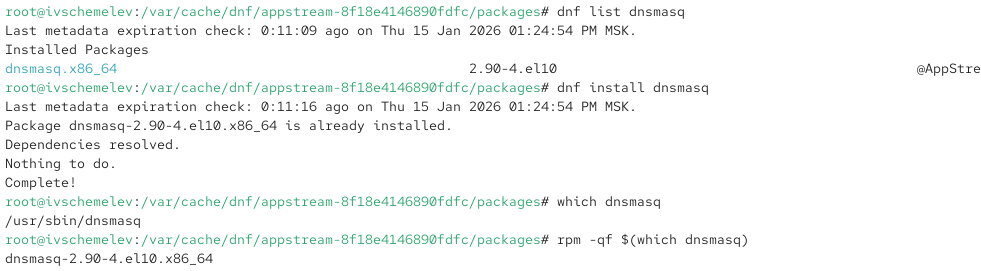 root@ivschemelev:/var/cache/dnf/appstream-8f18e4146890fdfc/packages# dnf list dnsmasq
Last metadata expiration check: 0:11:09 ago on Thu 15 Jan 2026 01:24:54 PM MSK.
Installed Packages
dnsmasq.x86_64 2.90-4.el10 @AppStre
root@ivschemelev:/var/cache/dnf/appstream-8f18e4146890fdfc/packages# dnf install dnsmasq
Last metadata expiration check: 0:11:16 ago on Thu 15 Jan 2026 01:24:54 PM MSK.
Package dnsmasq-2.90-4.el10.x86_64 is already installed.
Dependencies resolved.
Nothing to do.
Complete!
root@ivschemelev:/var/cache/dnf/appstream-8f18e4146890fdfc/packages# which dnsmasq
/usr/sbin/dnsmasq
root@ivschemelev:/var/cache/dnf/appstream-8f18e4146890fdfc/packages# rpm -qf $(which dnsmasq)
dnsmasq-2.90-4.el10.x86_64